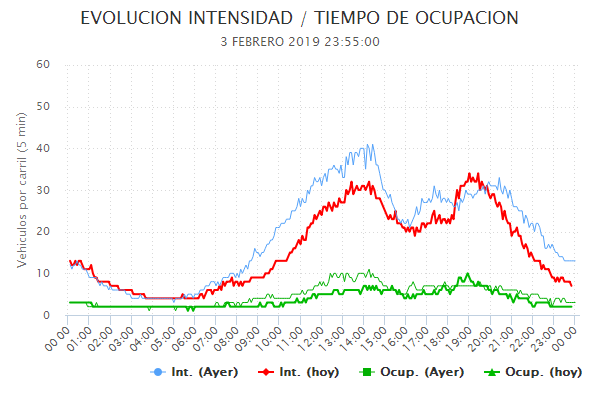 EVOLUCION INTENSIDAD / TIEMPO DE OCUPACION
3 FEBRERO 2019 23:55:00
Vehiculos por carril (5 min)
60
50
40
30
20
10
0
00:00 01:00 02:00 03:00 04:00 05:00 06:00 07:00 08:00 09:00 10:00 11:00 12:00 13:00 14:00 15:00 16:00 17:00 18:00 19:00 20:00 21:00 22:00 23:00 00:00
Int. (Ayer) Int. (hoy) Ocup. (Ayer) Ocup. (hoy)